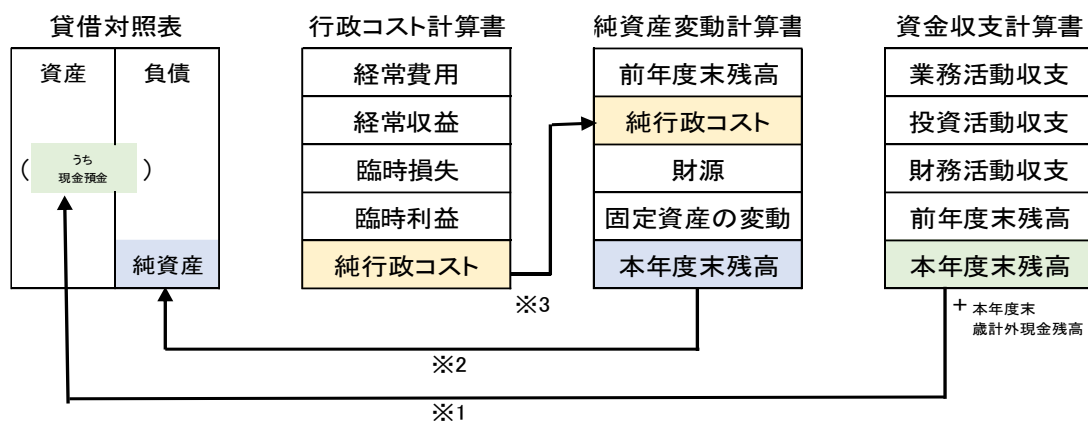 貸借対照表
資産
負債
(
うち
現金預金
)
純資産
行政コスト計算書
経常費用
経常収益
臨時損失
臨時利益
純行政コスト
純資産変動計算書
前年度末残高
純行政コスト
財源
固定資産の変動
本年度末残高
資金収支計算書
業務活動収支
投資活動収支
財務活動収支
前年度末残高
本年度末残高
+ 本年度末
歳計外現金残高
※3
※2
※1